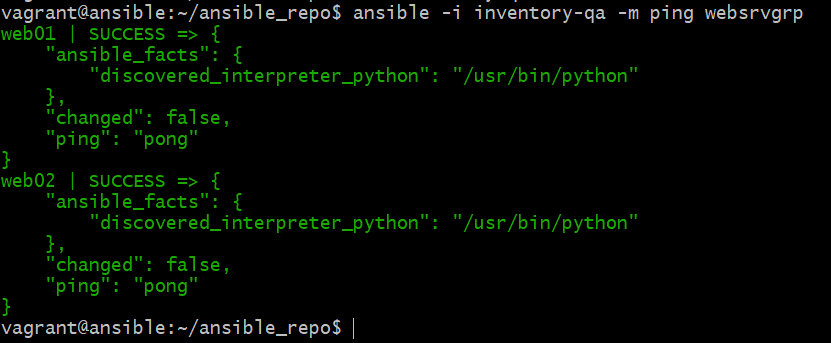 vagrant@ansible:~/ansible_repo$ ansible -i inventory-qa -m ping websrvgrp
web01 | SUCCESS => {
    "ansible_facts": {
        "discovered_interpreter_python": "/usr/bin/python"
    },
    "changed": false,
    "ping": "pong"
}
web02 | SUCCESS => {
    "ansible_facts": {
        "discovered_interpreter_python": "/usr/bin/python"
    },
    "changed": false,
    "ping": "pong"
}
vagrant@ansible:~/ansible_repo$